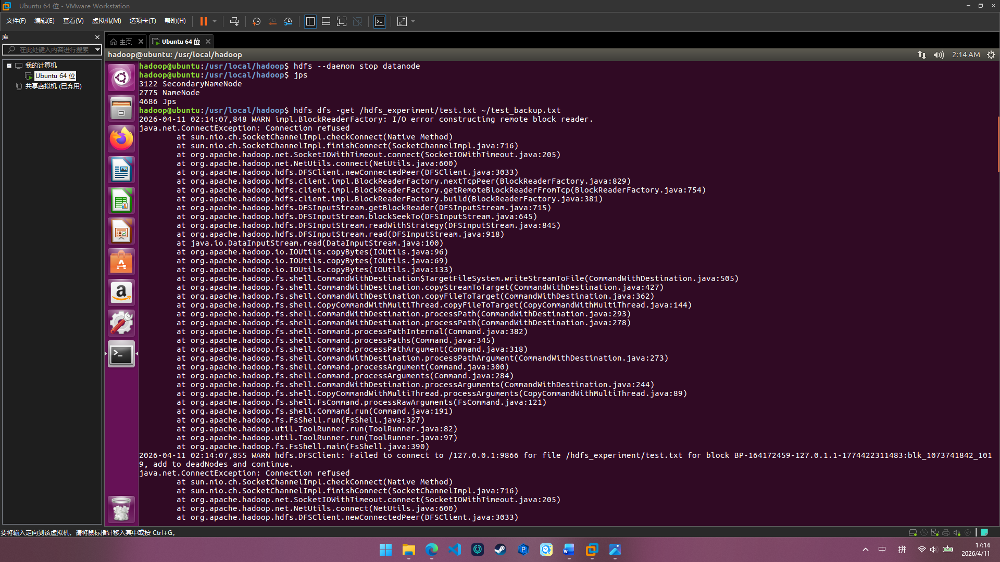 Ubuntu 64 位 - VMware Workstation
文件(F) 编辑(E) 查看(V) 虚拟机(M) 选项卡(T) 帮助(H)
库
在此处键入内容进行搜索
我的计算机
Ubuntu 64 位
共享虚拟机 (已弃用)
主页 Ubuntu 64 位
hadoop@ubuntu: /usr/local/hadoop
2:14 AM
hadoop@ubuntu:/usr/local/hadoop$ hdfs --daemon stop datanode
hadoop@ubuntu:/usr/local/hadoop$ jps
3122 SecondaryNameNode
2775 NameNode
4686 Jps
hadoop@ubuntu:/usr/local/hadoop$ hdfs dfs -get /hdfs_experiment/test.txt ~/test_backup.txt
2026-04-11 02:14:07,848 WARN impl.BlockReaderFactory: I/O error constructing remote block reader.
java.net.ConnectException: Connection refused
at sun.nio.ch.SocketChannelImpl.checkConnect(Native Method)
at sun.nio.ch.SocketChannelImpl.finishConnect(SocketChannelImpl.java:716)
at org.apache.hadoop.net.SocketIOWithTimeout.connect(SocketIOWithTimeout.java:205)
at org.apache.hadoop.net.NetUtils.connect(NetUtils.java:600)
at org.apache.hadoop.hdfs.DFSClient.newConnectedPeer(DFSClient.java:3033)
at org.apache.hadoop.hdfs.client.impl.BlockReaderFactory.nextTcpPeer(BlockReaderFactory.java:829)
at org.apache.hadoop.hdfs.client.impl.BlockReaderFactory.getRemoteBlockReaderFromTcp(BlockReaderFactory.java:754)
at org.apache.hadoop.hdfs.client.impl.BlockReaderFactory.build(BlockReaderFactory.java:381)
at org.apache.hadoop.hdfs.DFSInputStream.getBlockReader(DFSInputStream.java:715)
at org.apache.hadoop.hdfs.DFSInputStream.blockSeekTo(DFSInputStream.java:645)
at org.apache.hadoop.hdfs.DFSInputStream.readWithStrategy(DFSInputStream.java:845)
at org.apache.hadoop.hdfs.DFSInputStream.read(DFSInputStream.java:918)
at java.io.DataInputStream.read(DataInputStream.java:100)
at org.apache.hadoop.io.IOUtils.copyBytes(IOUtils.java:96)
at org.apache.hadoop.io.IOUtils.copyBytes(IOUtils.java:69)
at org.apache.hadoop.io.IOUtils.copyBytes(IOUtils.java:133)
at org.apache.hadoop.fs.shell.CommandWithDestination$TargetFileSystem.writeStreamToFile(CommandWithDestination.java:505)
at org.apache.hadoop.fs.shell.CommandWithDestination.copyStreamToTarget(CommandWithDestination.java:427)
at org.apache.hadoop.fs.shell.CommandWithDestination.copyFileToTarget(CommandWithDestination.java:362)
at org.apache.hadoop.fs.shell.CopyCommandWithMultiThread.copyFileToTarget(CopyCommandWithMultiThread.java:144)
at org.apache.hadoop.fs.shell.CommandWithDestination.processPath(CommandWithDestination.java:293)
at org.apache.hadoop.fs.shell.CommandWithDestination.processPath(CommandWithDestination.java:278)
at org.apache.hadoop.fs.shell.Command.processPathInternal(Command.java:382)
at org.apache.hadoop.fs.shell.Command.processPaths(Command.java:345)
at org.apache.hadoop.fs.shell.Command.processPathArgument(Command.java:318)
at org.apache.hadoop.fs.shell.CommandWithDestination.processPathArgument(CommandWithDestination.java:273)
at org.apache.hadoop.fs.shell.Command.processArgument(Command.java:300)
at org.apache.hadoop.fs.shell.Command.processArguments(Command.java:284)
at org.apache.hadoop.fs.shell.CommandWithDestination.processArguments(CommandWithDestination.java:244)
at org.apache.hadoop.fs.shell.CopyCommandWithMultiThread.processArguments(CopyCommandWithMultiThread.java:89)
at org.apache.hadoop.fs.shell.FsCommand.processRawArguments(FsCommand.java:121)
at org.apache.hadoop.fs.shell.Command.run(Command.java:191)
at org.apache.hadoop.fs.FsShell.run(FsShell.java:327)
at org.apache.hadoop.util.ToolRunner.run(ToolRunner.java:82)
at org.apache.hadoop.util.ToolRunner.run(ToolRunner.java:97)
at org.apache.hadoop.fs.FsShell.main(FsShell.java:390)
2026-04-11 02:14:07,855 WARN hdfs.DFSClient: Failed to connect to /127.0.0.1:9866 for file /hdfs_experiment/test.txt for block BP-164172459-127.0.1.1-1774422311483:blk_1073741842_101
9, add to deadNodes and continue.
java.net.ConnectException: Connection refused
at sun.nio.ch.SocketChannelImpl.checkConnect(Native Method)
at sun.nio.ch.SocketChannelImpl.finishConnect(SocketChannelImpl.java:716)
at org.apache.hadoop.net.SocketIOWithTimeout.connect(SocketIOWithTimeout.java:205)
at org.apache.hadoop.net.NetUtils.connect(NetUtils.java:600)
at org.apache.hadoop.hdfs.DFSClient.newConnectedPeer(DFSClient.java:3033)
要将输入定向到该虚拟机，请将鼠标指针移入其中或按 Ctrl+G。
中 拼
17:14
2026/4/11